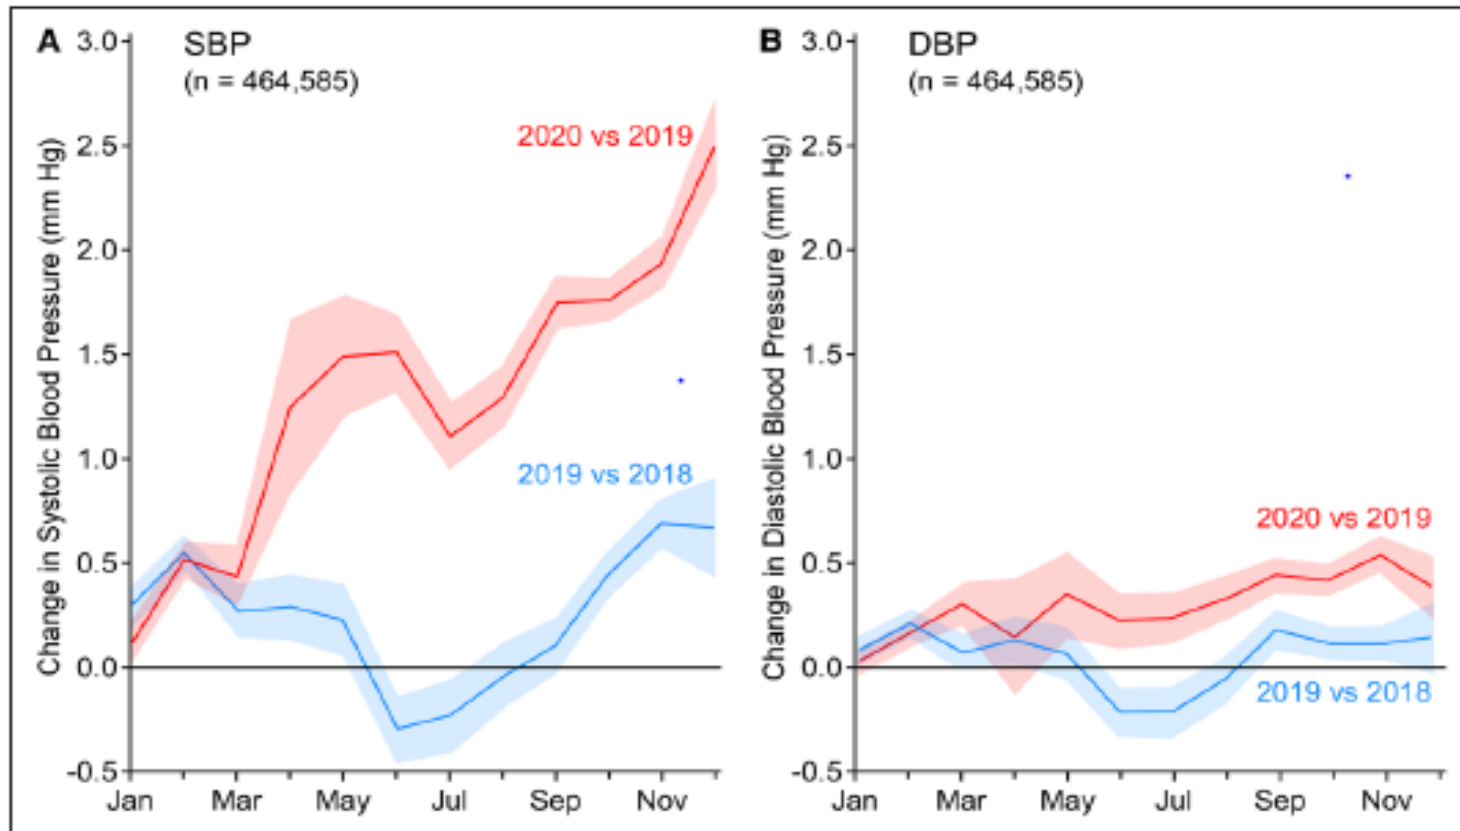 A
SBP
(n = 464,585)
Change in Systolic Blood Pressure (mm Hg)
3.0
2.5
2.0
1.5
1.0
0.5
0.0
-0.5
2020 vs 2019
2019 vs 2018
Jan Mar May Jul Sep Nov
B
DBP
(n = 464,585)
Change in Diastolic Blood Pressure (mm Hg)
3.0
2.5
2.0
1.5
1.0
0.5
0.0
-0.5
2020 vs 2019
2019 vs 2018
Jan Mar May Jul Sep Nov